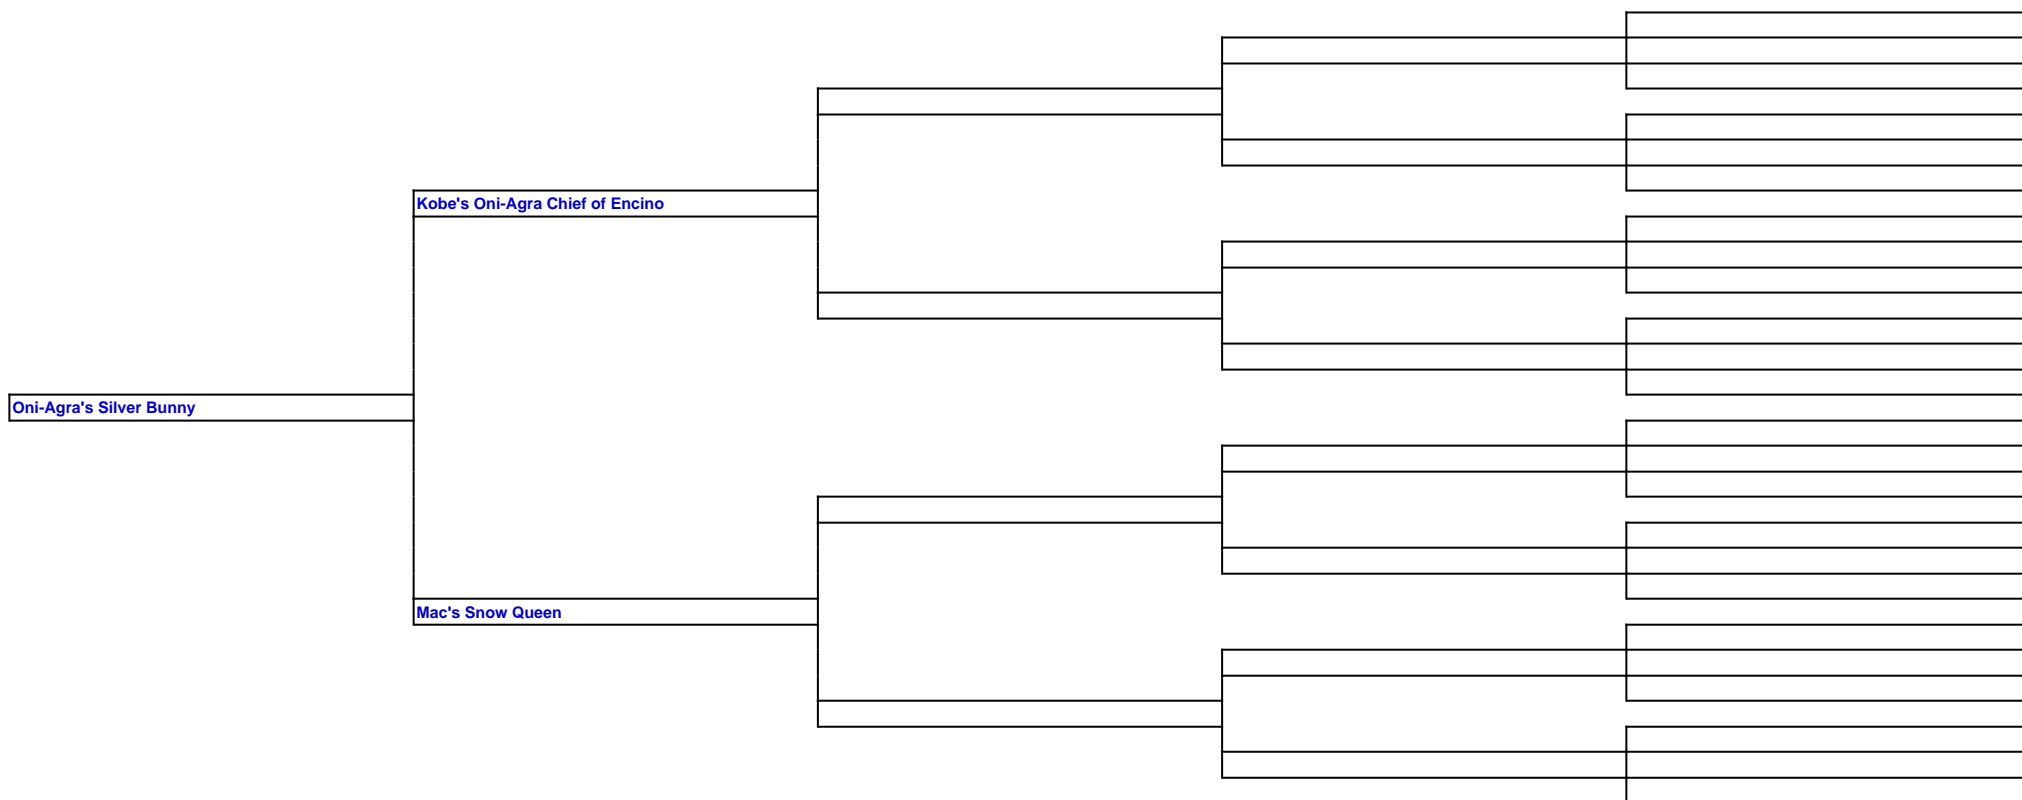 Kobe's Oni-Agra Chief of Encino
Oni-Agra's Silver Bunny
Mac's Snow Queen